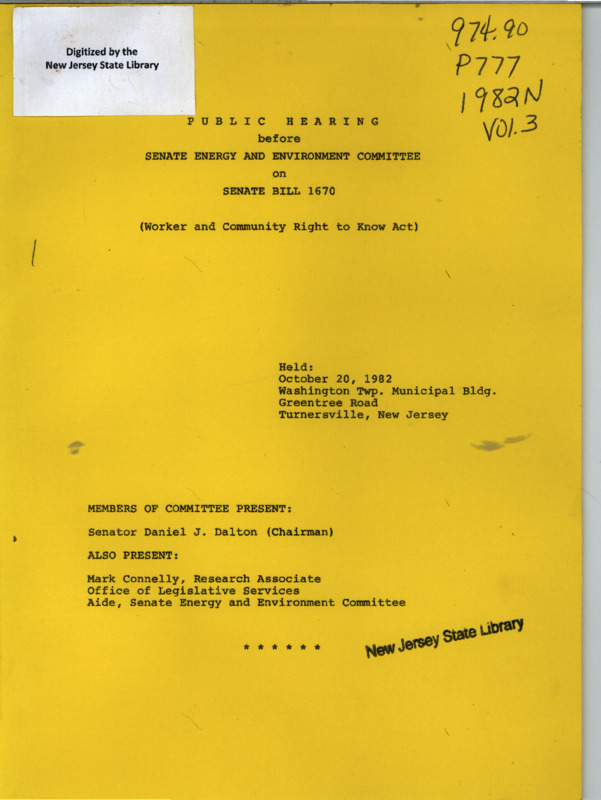 Digitized by the
New Jersey State Library
974.90
P777
1982N
Vol.3
PUBLIC HEARING
before
SENATE ENERGY AND ENVIRONMENT COMMITTEE
on
SENATE BILL 1670
(Worker and Community Right to Know Act)
Held:
October 20, 1982
Washington Twp. Municipal Bldg.
Greentree Road
Turnersville, New Jersey
MEMBERS OF COMMITTEE PRESENT:
Senator Daniel J. Dalton (Chairman)
ALSO PRESENT:
Mark Connelly, Research Associate
Office of Legislative Services
Aide, Senate Energy and Environment Committee
* * * * * *
New Jersey State Library